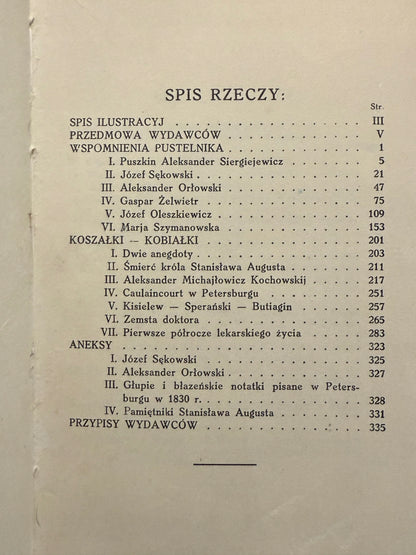 SPIS RZECZY:
Str.
SPIS ILUSTRACYJ . . . . . . . . . . . . . . . III
PRZEDMOWA WYDAWCÓW . . . . . . . . . . V
WSPOMNIENIA PUSTELNIKA . . . . . . . . . . 1
I. Puszkin Aleksander Siergiejewicz . . . . . . . 5
II. Józef Sękowski . . . . . . . . . . . . . . 21
III. Aleksander Orłowski . . . . . . . . . . . 47
IV. Gaspar Żelwietr . . . . . . . . . . . . . 75
V. Józef Oleszkiewicz . . . . . . . . . . . . 109
VI. Marja Szymanowska . . . . . . . . . . . 153
KOSZAŁKI — KOBIAŁKI . . . . . . . . . . . . 201
I. Dwie anegdoty . . . . . . . . . . . . . . 203
II. Śmierć króla Stanisława Augusta . . . . . . . 211
III. Aleksander Michajłowicz Kochowskij . . . . . 217
IV. Caulaincourt w Petersburgu . . . . . . . . 251
V. Kisielew — Sperański — Butiagin . . . . . . 257
VI. Zemsta doktora . . . . . . . . . . . . . 265
VII. Pierwsze półrocze lekarskiego życia . . . . . 283
ANEKSY . . . . . . . . . . . . . . . . . . . 323
I. Józef Sękowski . . . . . . . . . . . . . . 325
II. Aleksander Orłowski . . . . . . . . . . . . 327
III. Głupie i błazeńskie notatki pisane w Peters-
burgu w 1830 r. . . . . . . . . . . . . . 328
IV. Pamiętniki Stanisława Augusta . . . . . . . 331
PRZYPISY WYDAWCÓW . . . . . . . . . . . . 335